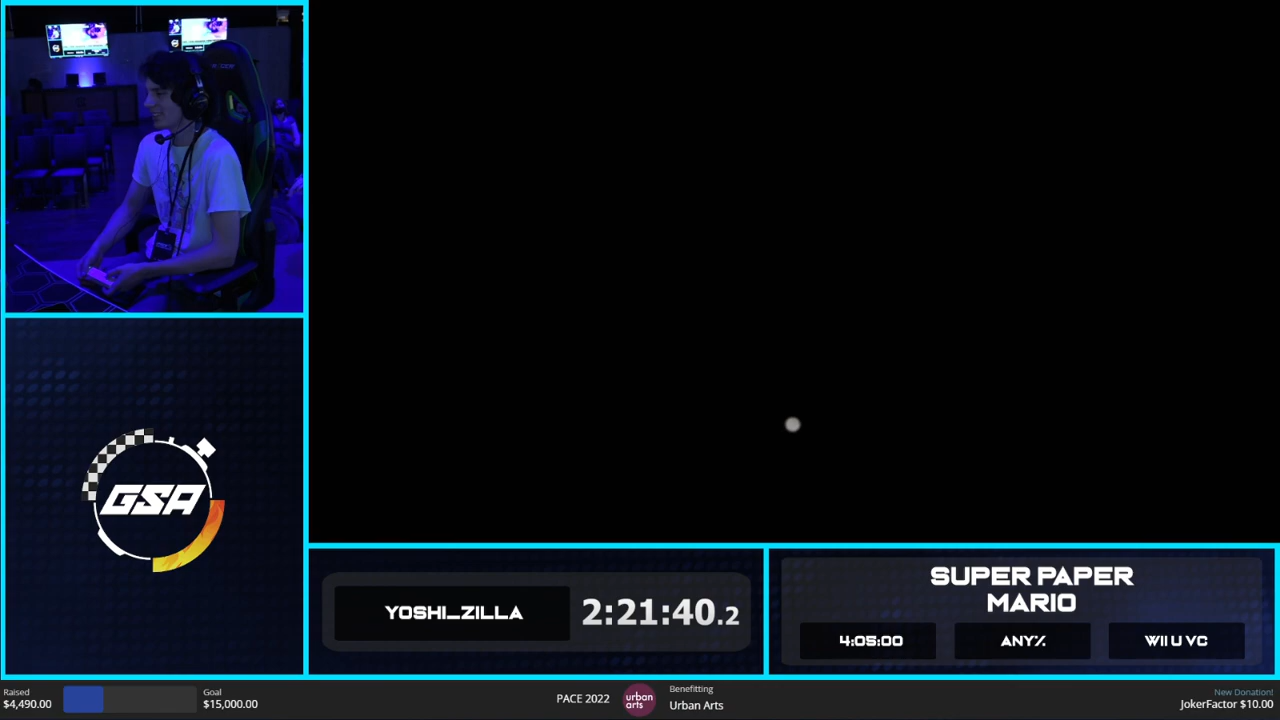 GSA
YOSHI_ZILLA
2:21:40.2
SUPER PAPER
MARIO
4:05:00
ANY%
WII U VC
Raised
$4,490.00
Goal
$15,000.00
PACE 2022
urban
arts
Benefitting
Urban Arts
New Donation!
JokerFactor $10.00